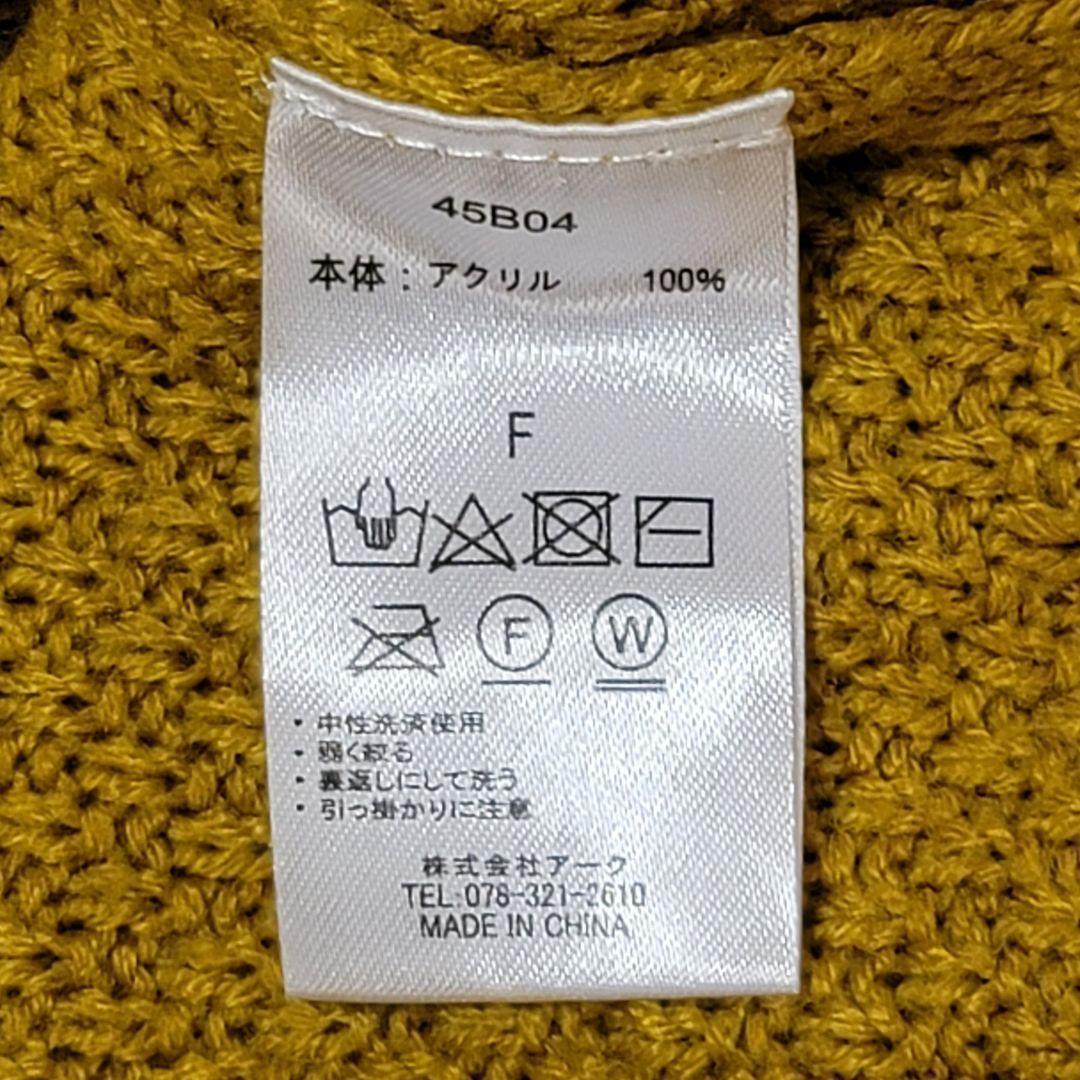 45B04
本体：アクリル 100%
F
F W
・中性洗済使用
・弱く絞る
・裏返しにして洗う
・引っ掛かりに注意
株式会社アーク
TEL:078-321-2610
MADE IN CHINA